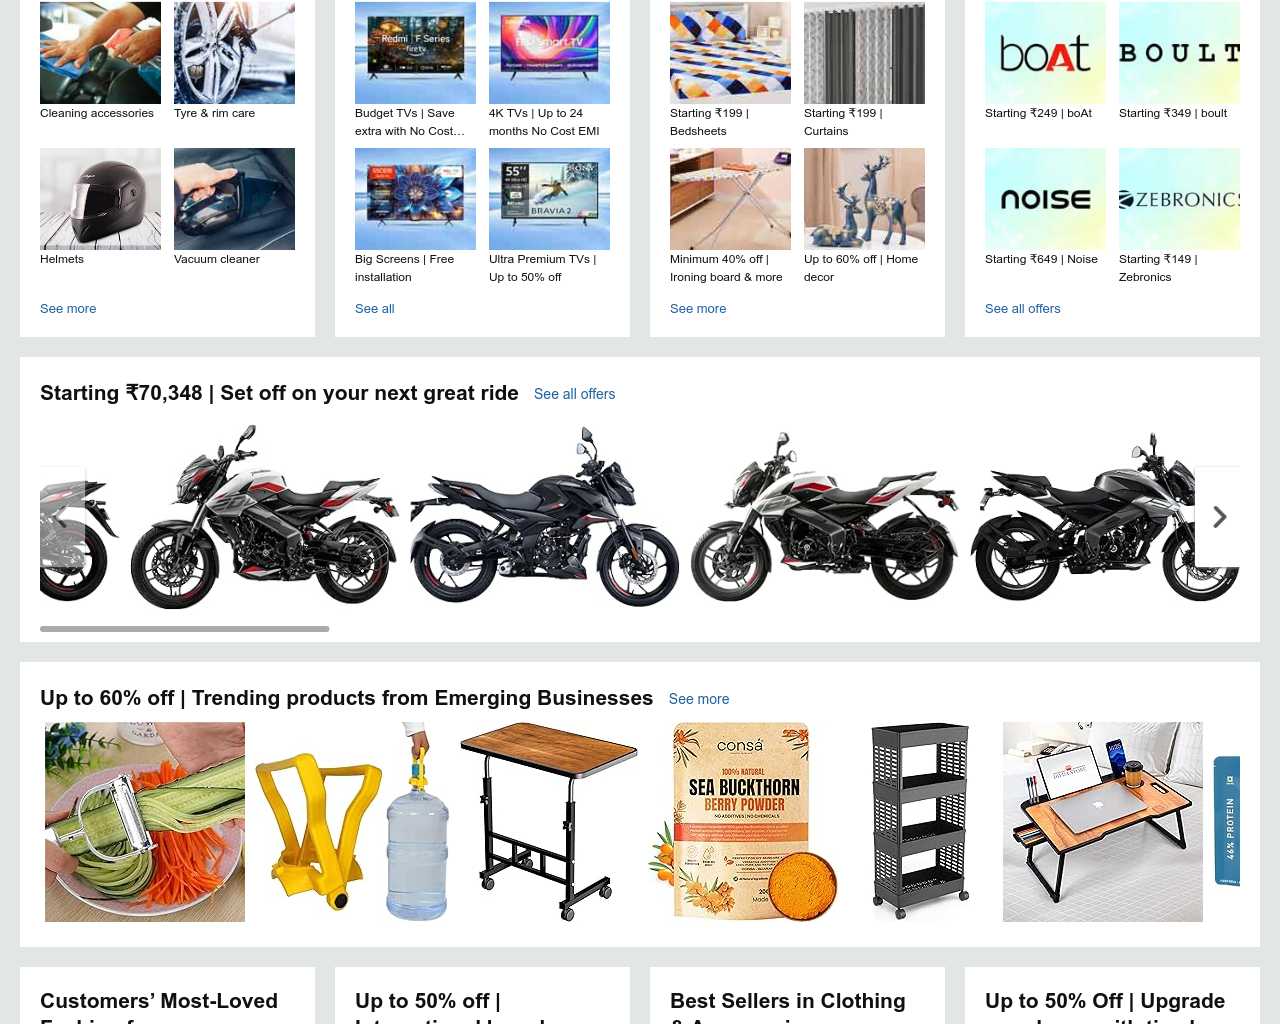 Cleaning accessories
Tyre & rim care
Helmets
Vacuum cleaner
See more
Redmi | F Series
firetv
Budget TVs | Save
extra with No Cost…
4K TVs | Up to 24
months No Cost EMI
Big Screens | Free
installation
55"
SONY
BRAVIA 2
Ultra Premium TVs |
Up to 50% off
See all
Starting ₹199 |
Bedsheets
Starting ₹199 |
Curtains
Minimum 40% off |
Ironing board & more
Up to 60% off | Home
decor
See more
boAt
Starting ₹249 | boAt
BOULT
Starting ₹349 | boult
NOISE
Starting ₹649 | Noise
ZEBRONICS
Starting ₹149 |
Zebronics
See all offers
Starting ₹70,348 | Set off on your next great ride
See all offers
Up to 60% off | Trending products from Emerging Businesses
See more
consá
100% NATURAL
SEA BUCKTHORN
BERRY POWDER
NO ADDITIVES | NO CHEMICALS
46% PROTEIN
Customers’ Most-Loved
Up to 50% off |
Best Sellers in Clothing
Up to 50% Off | Upgrade